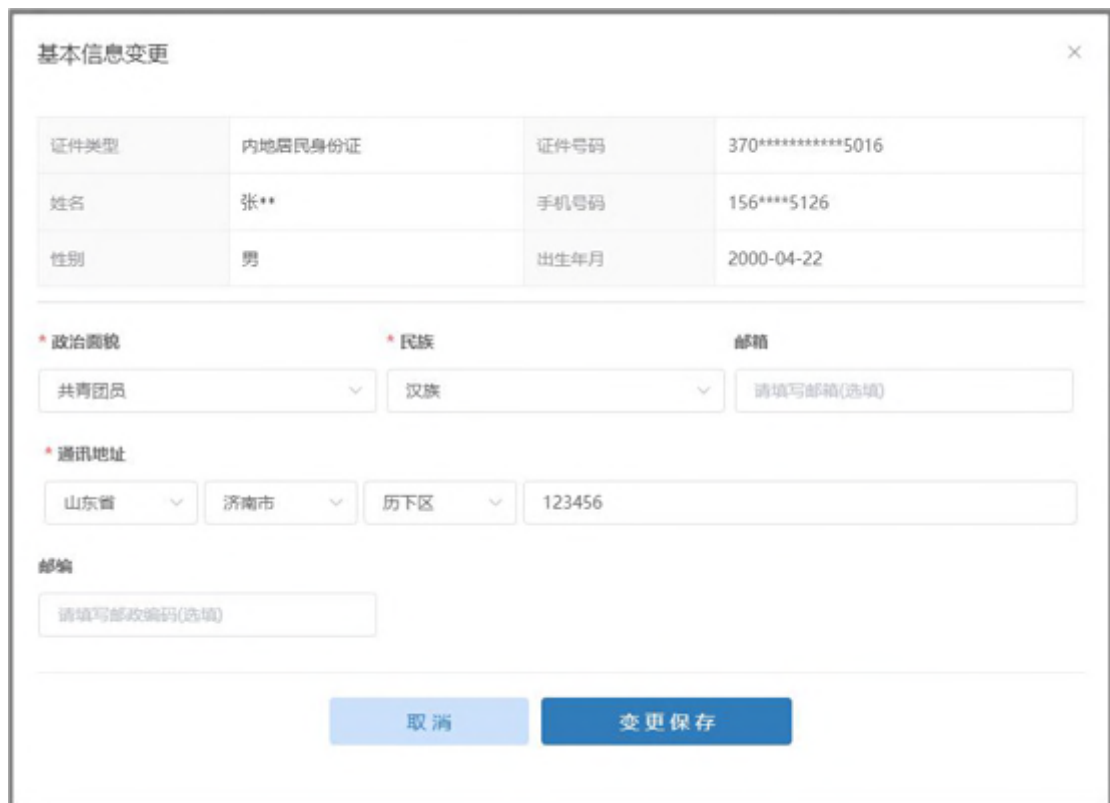 基本信息变更 ×
证件类型 内地居民身份证 证件号码 370***********5016
姓名 张** 手机号码 156****5126
性别 男 出生年月 2000-04-22
* 政治面貌 * 民族 邮箱
共青团员 汉族 请填写邮箱(选填)
* 通讯地址
山东省 济南市 历下区 123456
邮编
请填写邮政编码(选填)
取消 变更保存